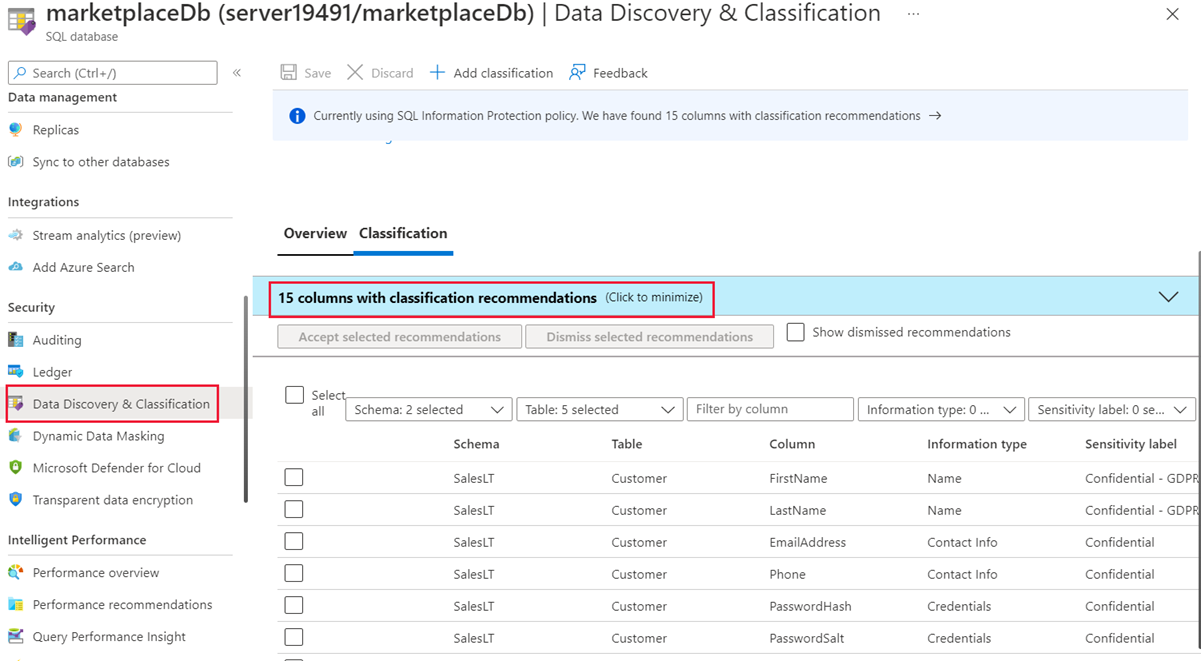 marketplaceDb (server19491/marketplaceDb) | Data Discovery & Classification ...
SQL database
Search (Ctrl+/)
Data management
Replicas
Sync to other databases
Integrations
Stream analytics (preview)
Add Azure Search
Security
Auditing
Ledger
Data Discovery & Classification
Dynamic Data Masking
Microsoft Defender for Cloud
Transparent data encryption
Intelligent Performance
Performance overview
Performance recommendations
Query Performance Insight
Save Discard Add classification Feedback
Currently using SQL Information Protection policy. We have found 15 columns with classification recommendations →
Overview Classification
15 columns with classification recommendations (Click to minimize)
Accept selected recommendations Dismiss selected recommendations Show dismissed recommendations
Select all
Schema: 2 selected Table: 5 selected Filter by column Information type: 0 ... Sensitivity label: 0 se...
Schema Table Column Information type Sensitivity label
SalesLT Customer FirstName Name Confidential - GDPR
SalesLT Customer LastName Name Confidential - GDPR
SalesLT Customer EmailAddress Contact Info Confidential
SalesLT Customer Phone Contact Info Confidential
SalesLT Customer PasswordHash Credentials Confidential
SalesLT Customer PasswordSalt Credentials Confidential